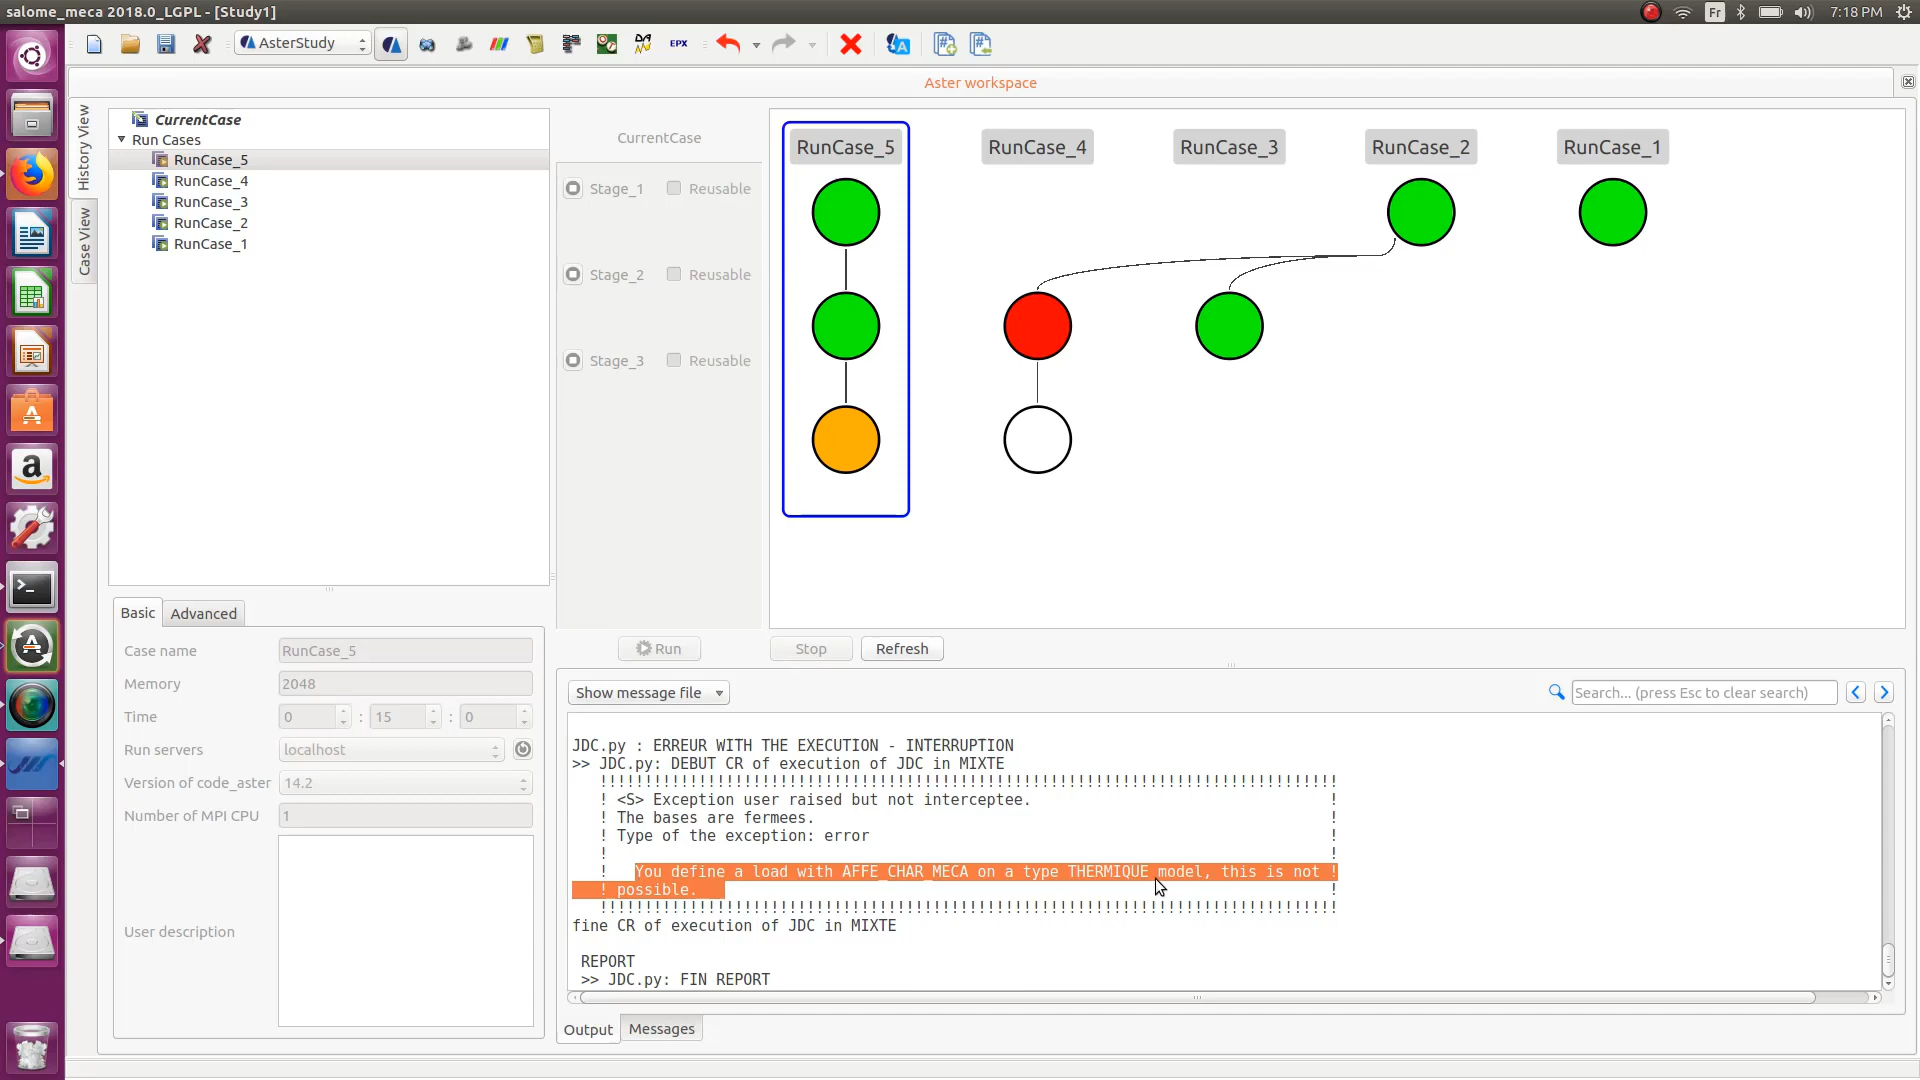 salome_meca 2018.0_LGPL - [Study1]
Fr
7:18 PM
AsterStudy
EPX
Aster workspace
History View
Case View
CurrentCase
Run Cases
RunCase_5
RunCase_4
RunCase_3
RunCase_2
RunCase_1
CurrentCase
Stage_1 Reusable
Stage_2 Reusable
Stage_3 Reusable
RunCase_5 RunCase_4 RunCase_3 RunCase_2 RunCase_1
Run Stop Refresh
Basic Advanced
Case name RunCase_5
Memory 2048
Time 0 : 15 : 0
Run servers localhost
Version of code_aster 14.2
Number of MPI CPU 1
User description
Show message file
Search... (press Esc to clear search)
JDC.py : ERREUR WITH THE EXECUTION - INTERRUPTION
>> JDC.py: DEBUT CR of execution of JDC in MIXTE
!!!!!!!!!!!!!!!!!!!!!!!!!!!!!!!!!!!!!!!!!!!!!!!!!!!!!!!!!!!!!!!!!!!!!!!!!!!!!!!!!!
! <S> Exception user raised but not interceptee. !
! The bases are fermees. !
! Type of the exception: error !
! !
! You define a load with AFFE_CHAR_MECA on a type THERMIQUE model, this is not !
! possible. !
!!!!!!!!!!!!!!!!!!!!!!!!!!!!!!!!!!!!!!!!!!!!!!!!!!!!!!!!!!!!!!!!!!!!!!!!!!!!!!!!!!
fine CR of execution of JDC in MIXTE
REPORT
>> JDC.py: FIN REPORT
Output Messages